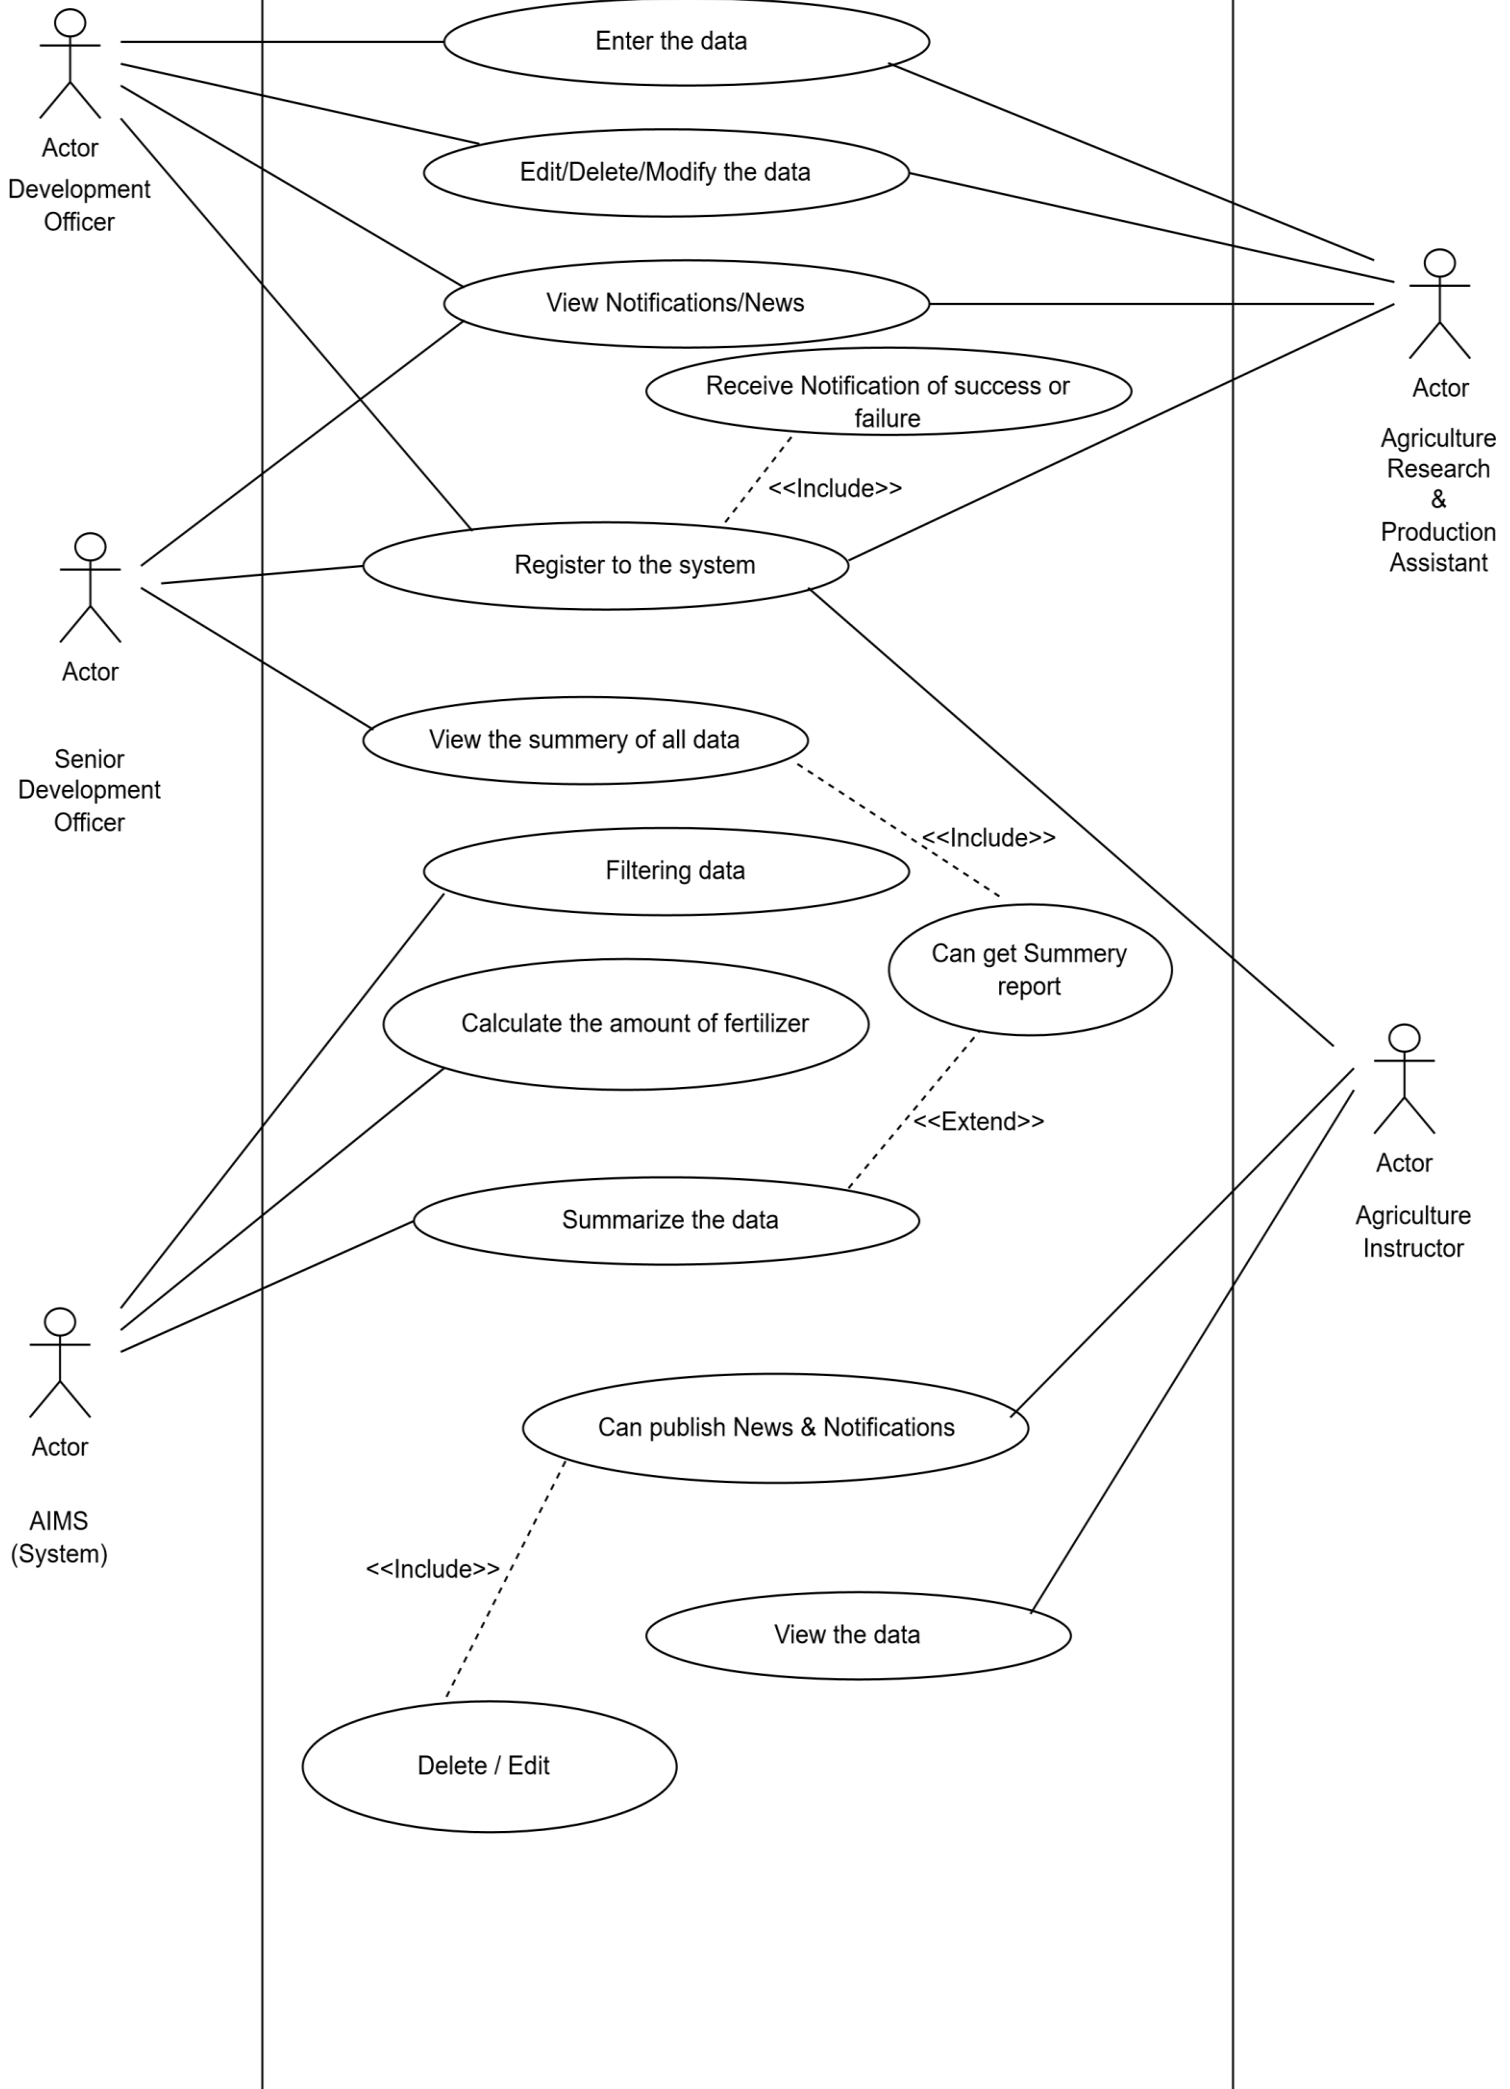 Enter the data
Actor
Development
Officer
Edit/Delete/Modify the data
View Notifications/News
Receive Notification of success or
failure
Actor
Agriculture
Research
&
Production
Assistant
<<Include>>
Register to the system
Actor
Senior
Development
Officer
View the summery of all data
<<Include>>
Filtering data
Can get Summery
report
Calculate the amount of fertilizer
<<Extend>>
Actor
Agriculture
Instructor
Summarize the data
Actor
AIMS
(System)
Can publish News & Notifications
<<Include>>
View the data
Delete / Edit